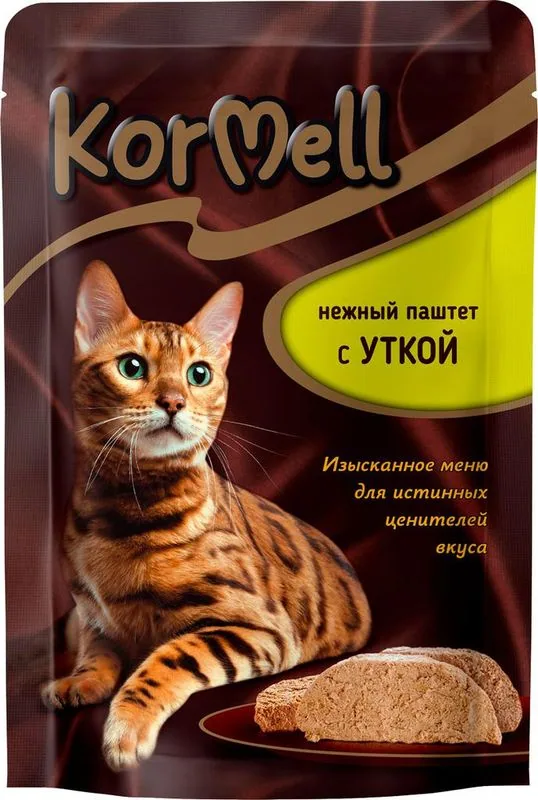 KorMell
нежный паштет
с УТКОЙ
Изысканное меню
для истинных
ценителей
вкуса